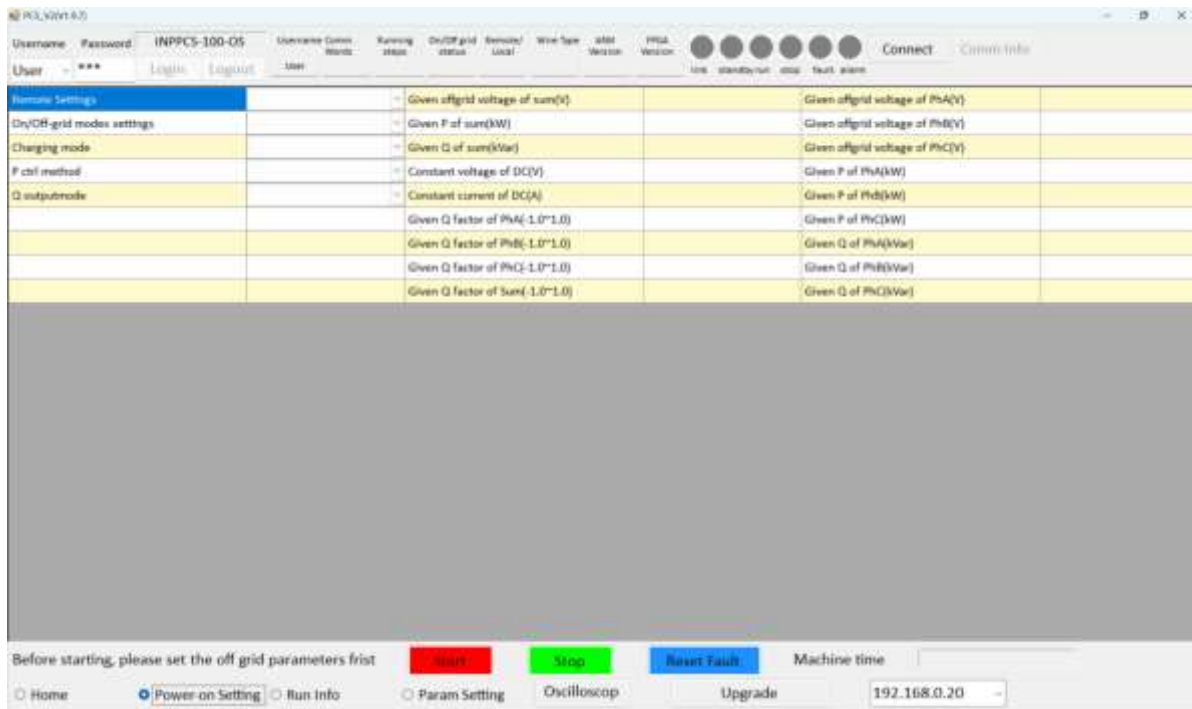 PCS_V2(V1.0.7)
Username Password INPPCS-100-OS Username Comm Words Running steps On/Off grid status Remote/ Local Wire Type ARM Version FPGA Version Connect Comm Info
User *** Login Logout User link standby run stop fault alarm
Remote Settings Given offgrid voltage of sum(V) Given offgrid voltage of PhA(V)
On/Off-grid modes settings Given P of sum(kW) Given offgrid voltage of PhB(V)
Charging mode Given Q of sum(kVar) Given offgrid voltage of PhC(V)
P ctrl method Constant voltage of DC(V) Given P of PhA(kW)
Q outputmode Constant current of DC(A) Given P of PhB(kW)
Given Q factor of PhA(-1.0~1.0) Given P of PhC(kW)
Given Q factor of PhB(-1.0~1.0) Given Q of PhA(kVar)
Given Q factor of PhC(-1.0~1.0) Given Q of PhB(kVar)
Given Q factor of Sum(-1.0~1.0) Given Q of PhC(kVar)
Before starting, please set the off grid parameters frist Start Stop Reset Fault Machine time
Home Power-on Setting Run Info Param Setting Oscilloscop Upgrade 192.168.0.20